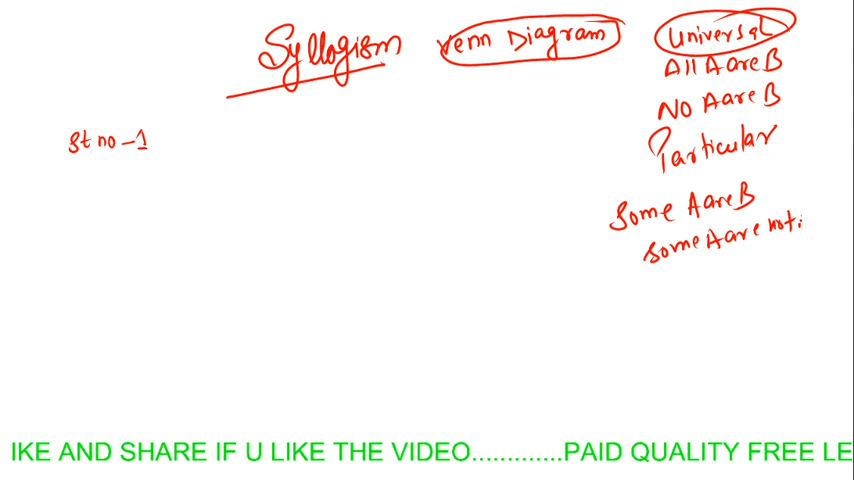 Syllogism
Venn Diagram
Universal
All A are B
No A are B
Particular
Some A are B
Some A are not.
St no - 1
IKE AND SHARE IF U LIKE THE VIDEO.............PAID QUALITY FREE LE